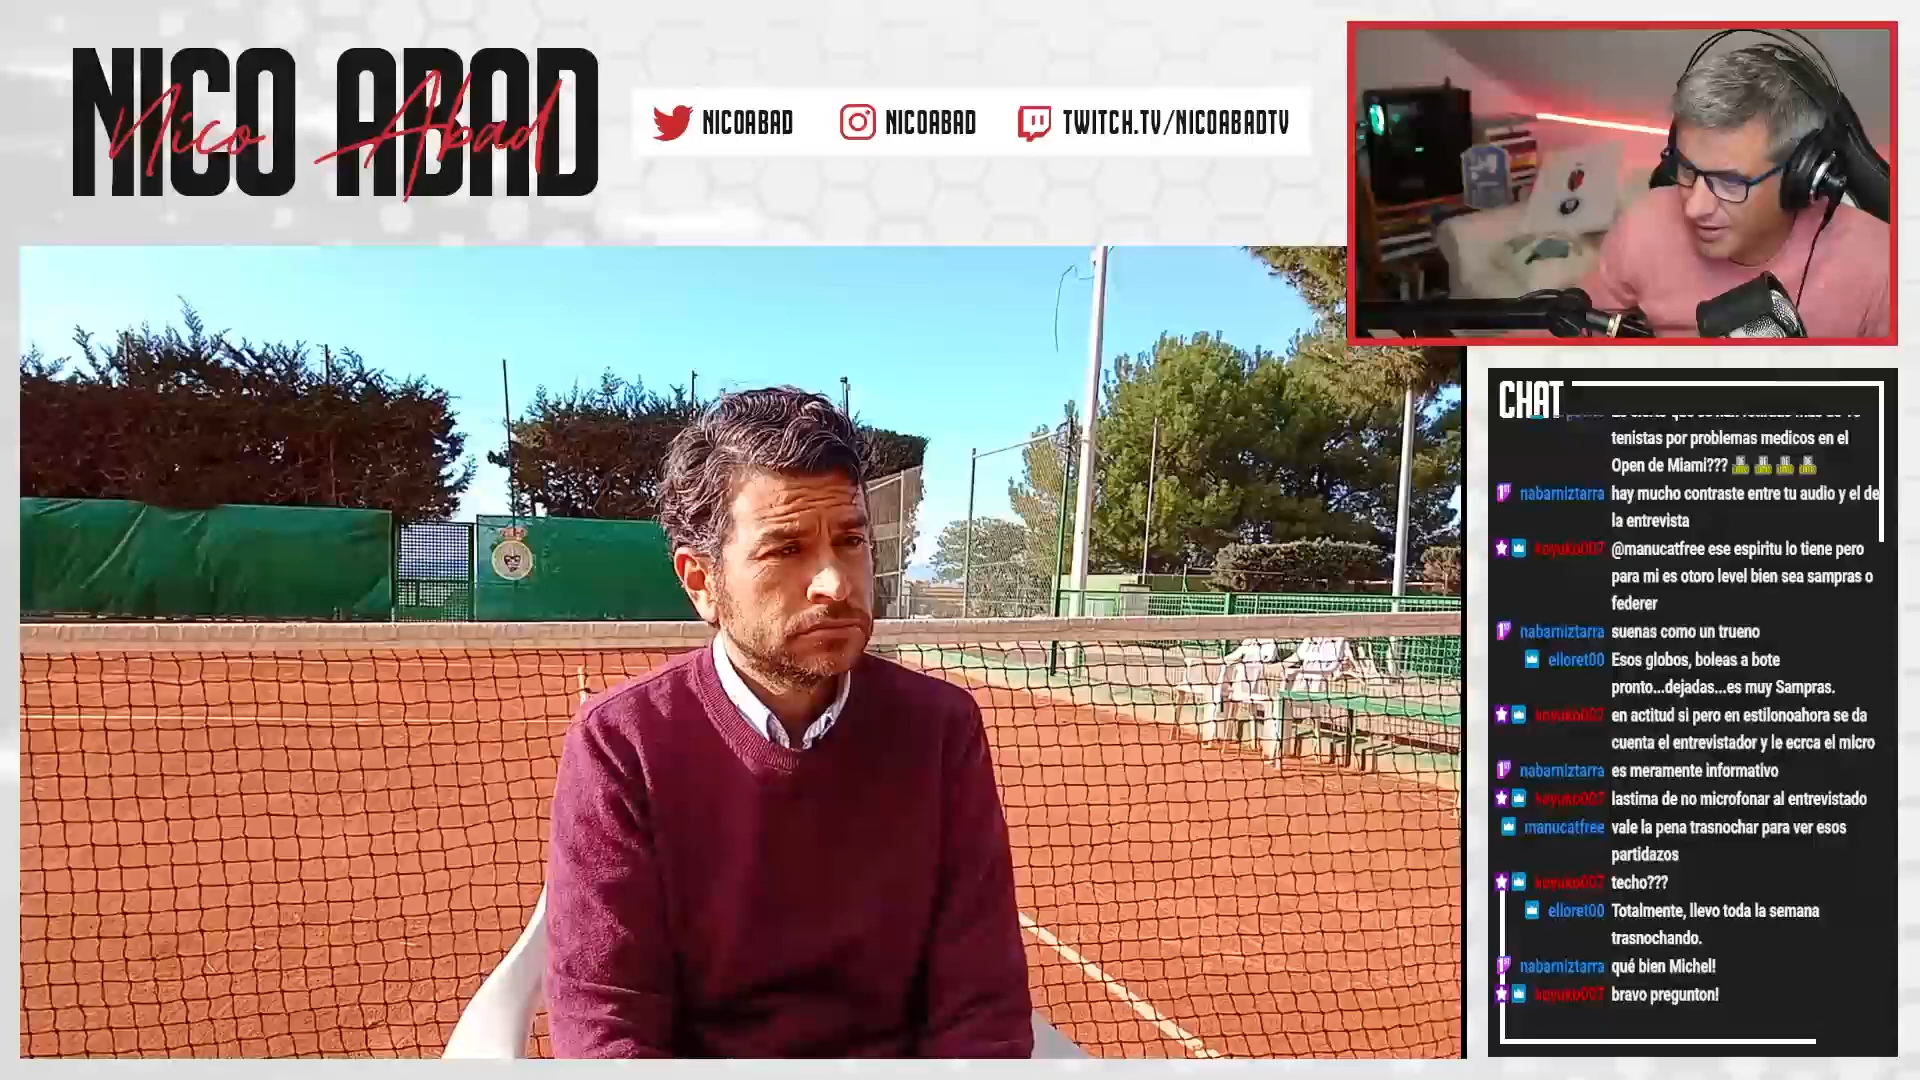 NICO ABAD
Nico Abad
NICOABAD
NICOABAD
TWITCH.TV/NICOABADTV
CHAT
tenistas por problemas medicos en el
Open de Miami???
nabarniztarra hay mucho contraste entre tu audio y el de
la entrevista
koyuko007 @manucatfree ese espiritu lo tiene pero
para mi es otoro level bien sea sampras o
federer
nabarniztarra suenas como un trueno
elloret00 Esos globos, boleas a bote
pronto...dejadas...es muy Sampras.
koyuko007 en actitud si pero en estilonoahora se da
cuenta el entrevistador y le ecrca el micro
nabarniztarra es meramente informativo
koyuko007 lastima de no microfonar al entrevistado
manucatfree vale la pena trasnochar para ver esos
partidazos
koyuko007 techo???
elloret00 Totalmente, llevo toda la semana
trasnochando.
nabarniztarra qué bien Michel!
koyuko007 bravo pregunton!